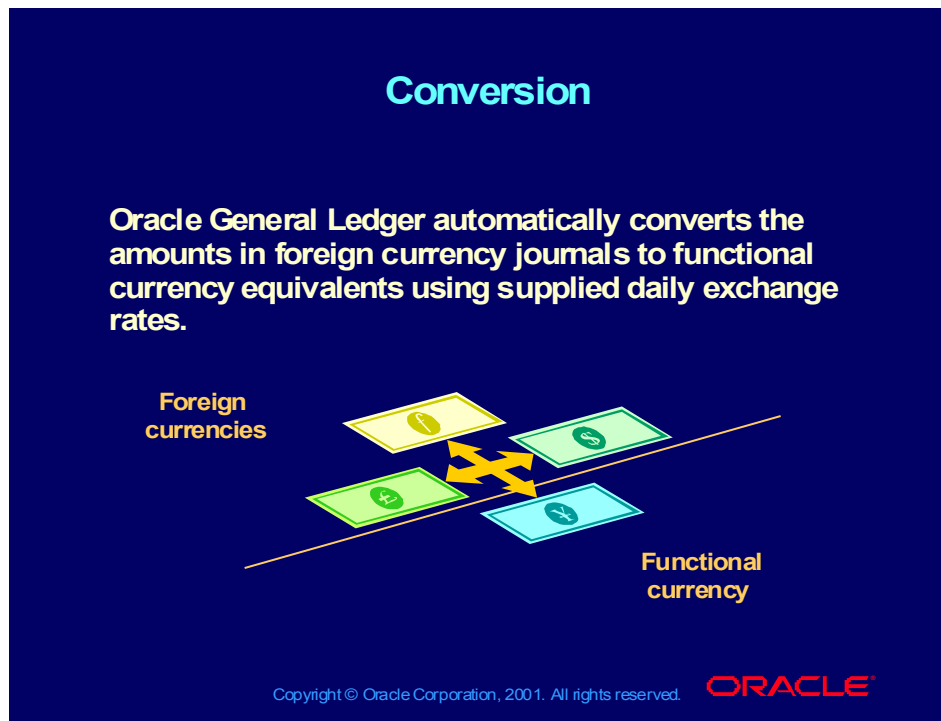 Conversion
Oracle General Ledger automatically converts the
amounts in foreign currency journals to functional
currency equivalents using supplied daily exchange
rates.
Foreign
currencies
f
$
£
¥
Functional
currency
Copyright © Oracle Corporation, 2001. All rights reserved.
ORACLE®